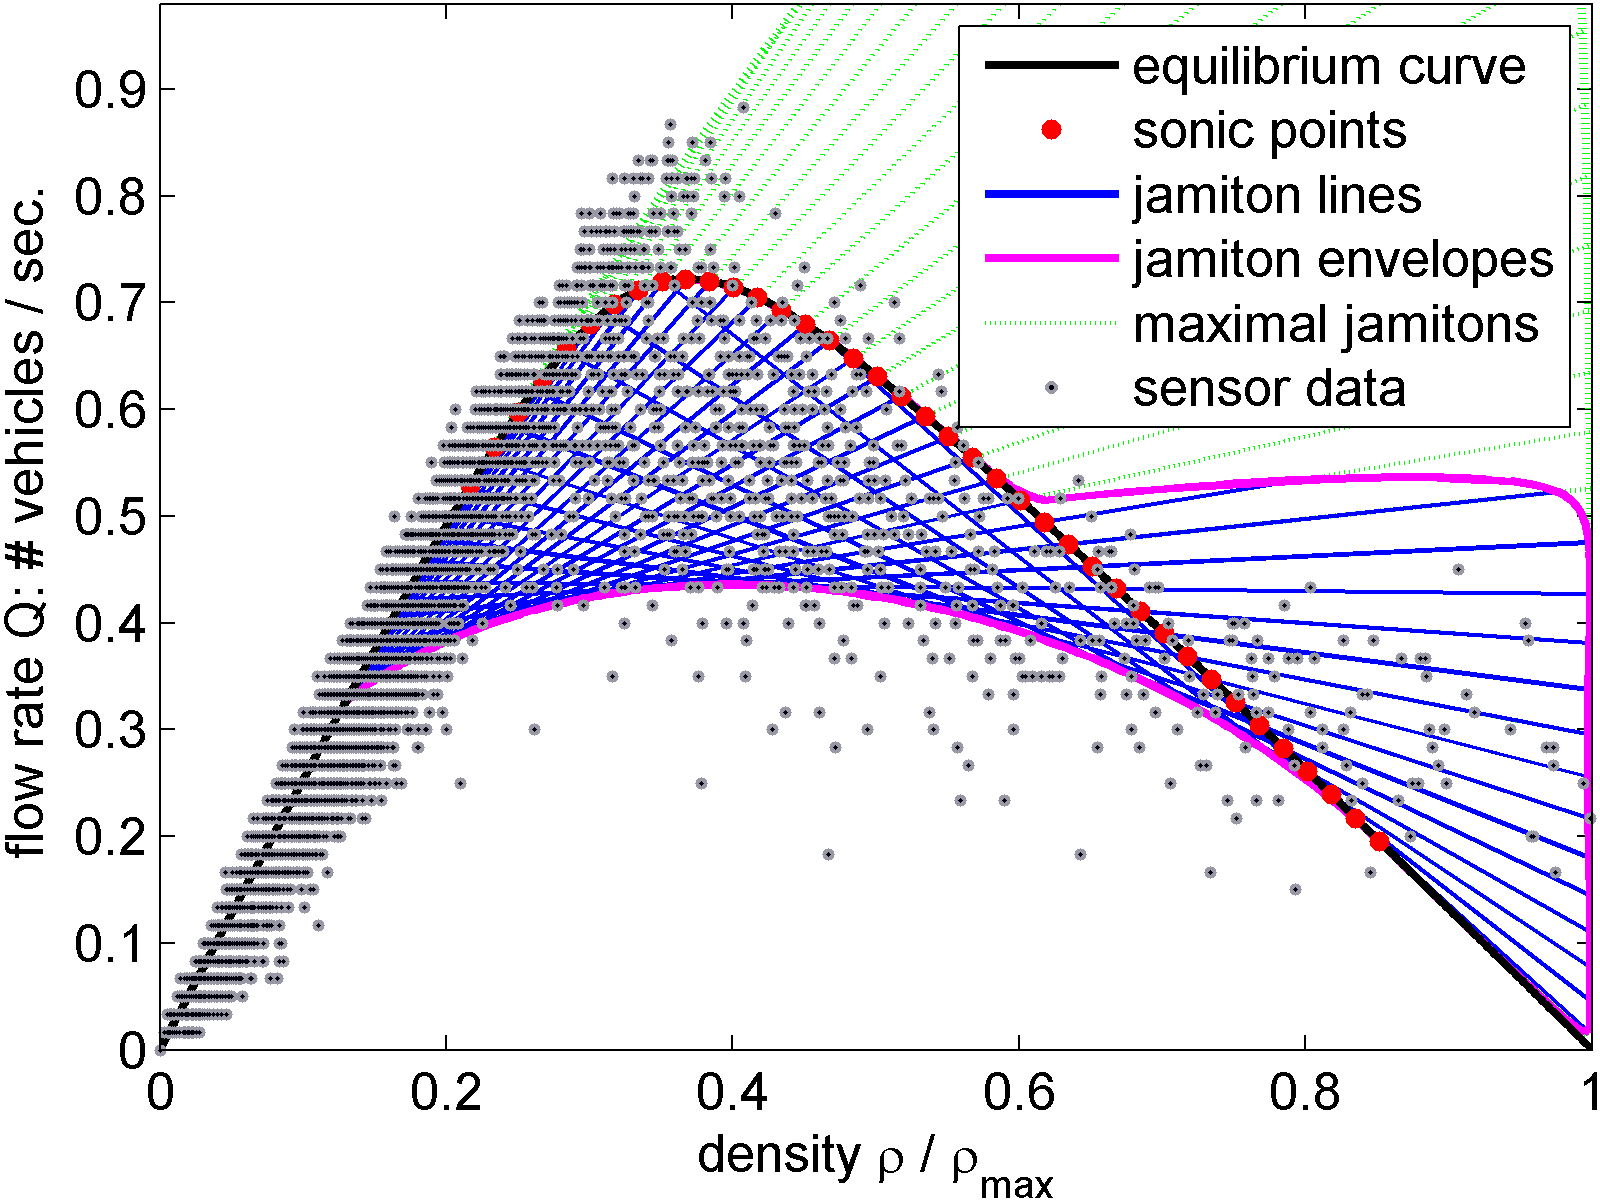 equilibrium curve
sonic points
jamiton lines
jamiton envelopes
maximal jamitons
sensor data
flow rate Q: # vehicles / sec.
0.9
0.8
0.7
0.6
0.5
0.4
0.3
0.2
0.1
0
0 0.2 0.4 0.6 0.8 1
density ρ / ρmax